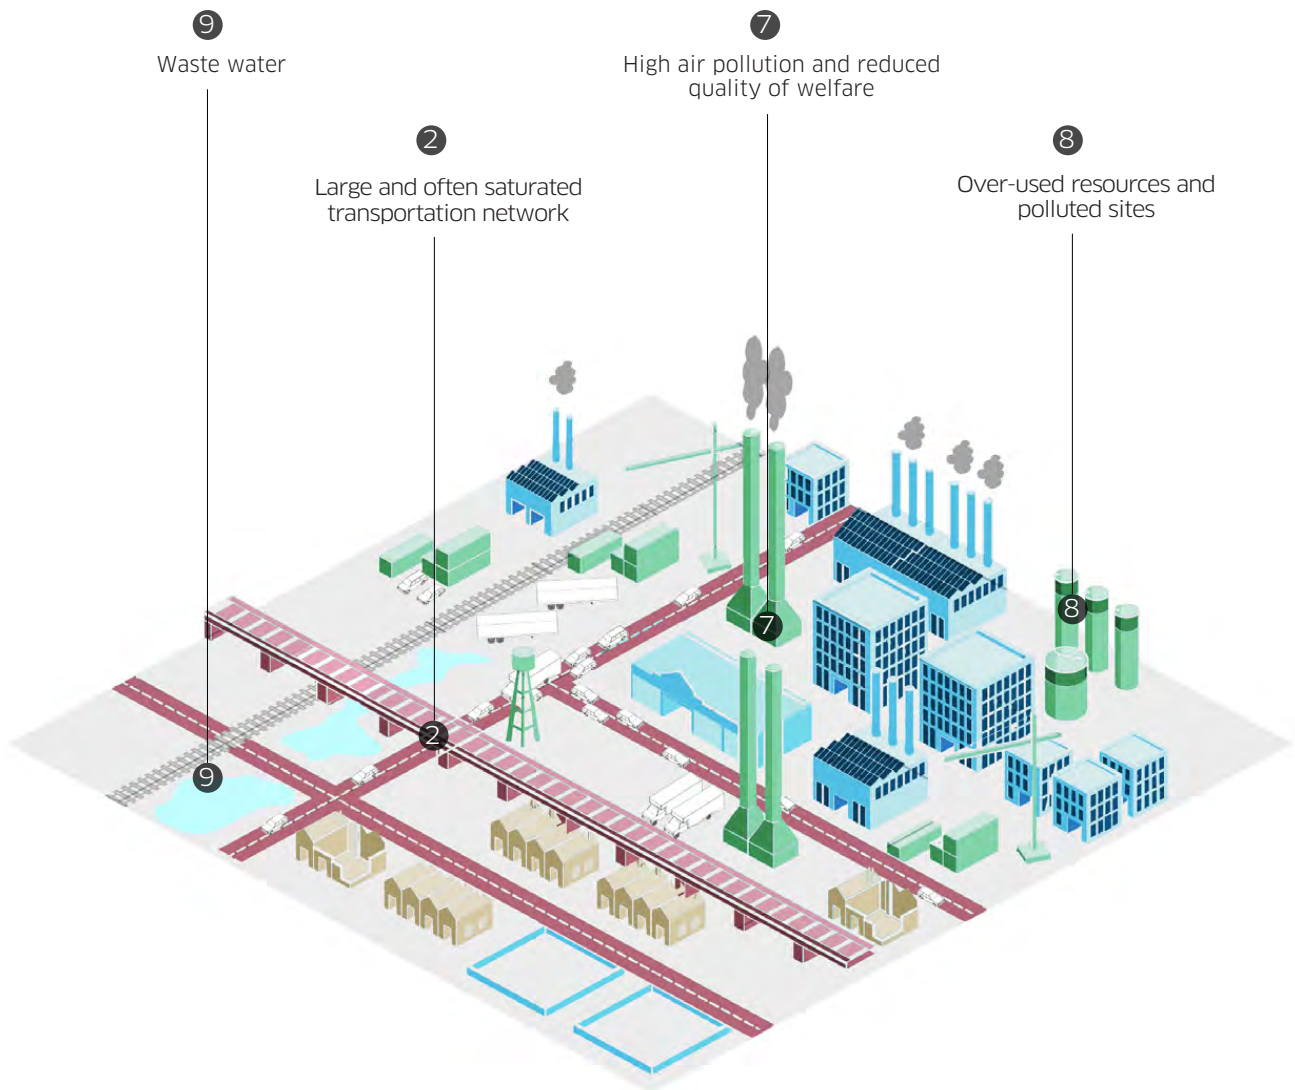 9
Waste water
7
High air pollution and reduced
quality of welfare
2
Large and often saturated
transportation network
8
Over-used resources and
polluted sites
8
7
2
9